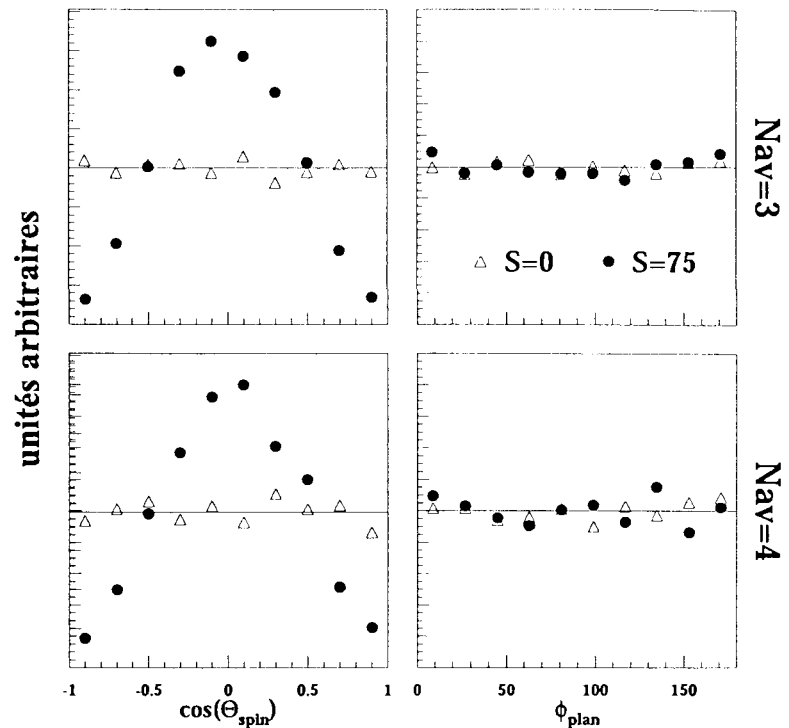 unités arbitraires
Nav=3
△ S=0 ● S=75
Nav=4
-1 -0.5 0 0.5 1
cos(Θspin)
0 50 100 150
ϕplan